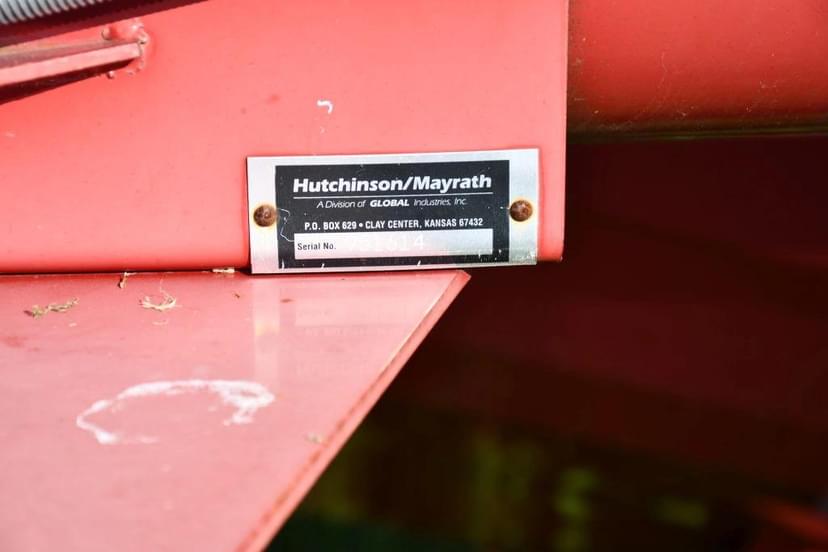 Hutchinson/Mayrath
A Division of GLOBAL Industries, Inc.
P.O. BOX 629 • CLAY CENTER, KANSAS 67432
Serial No.